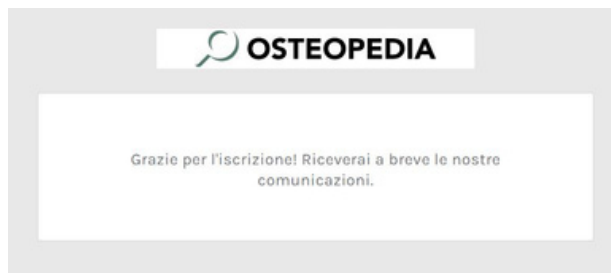 OSTEOPEDIA
Grazie per l'iscrizione! Riceverai a breve le nostre
comunicazioni.